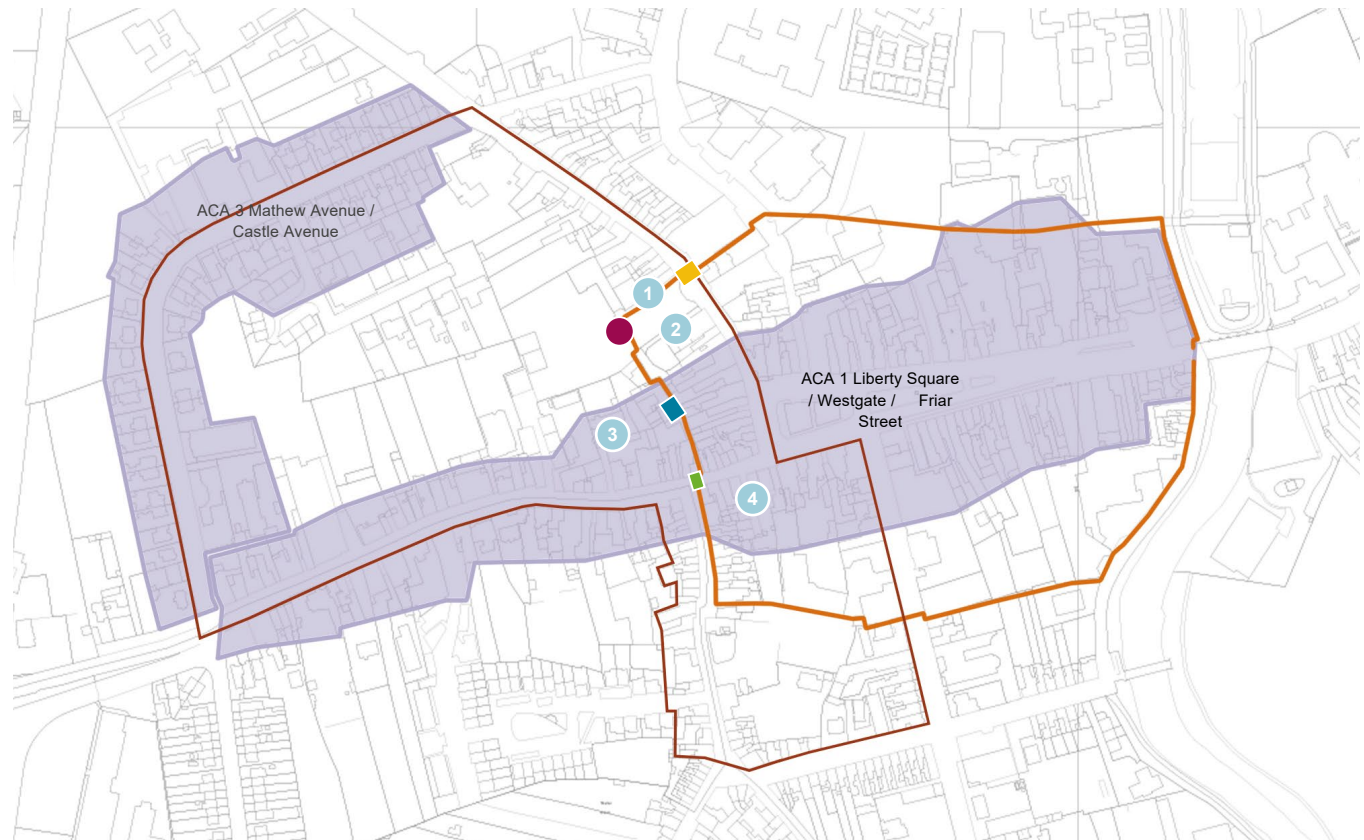 ACA 3 Mathew Avenue /
Castle Avenue
1
2
ACA 1 Liberty Square
/ Westgate / Friar
Street
3
4